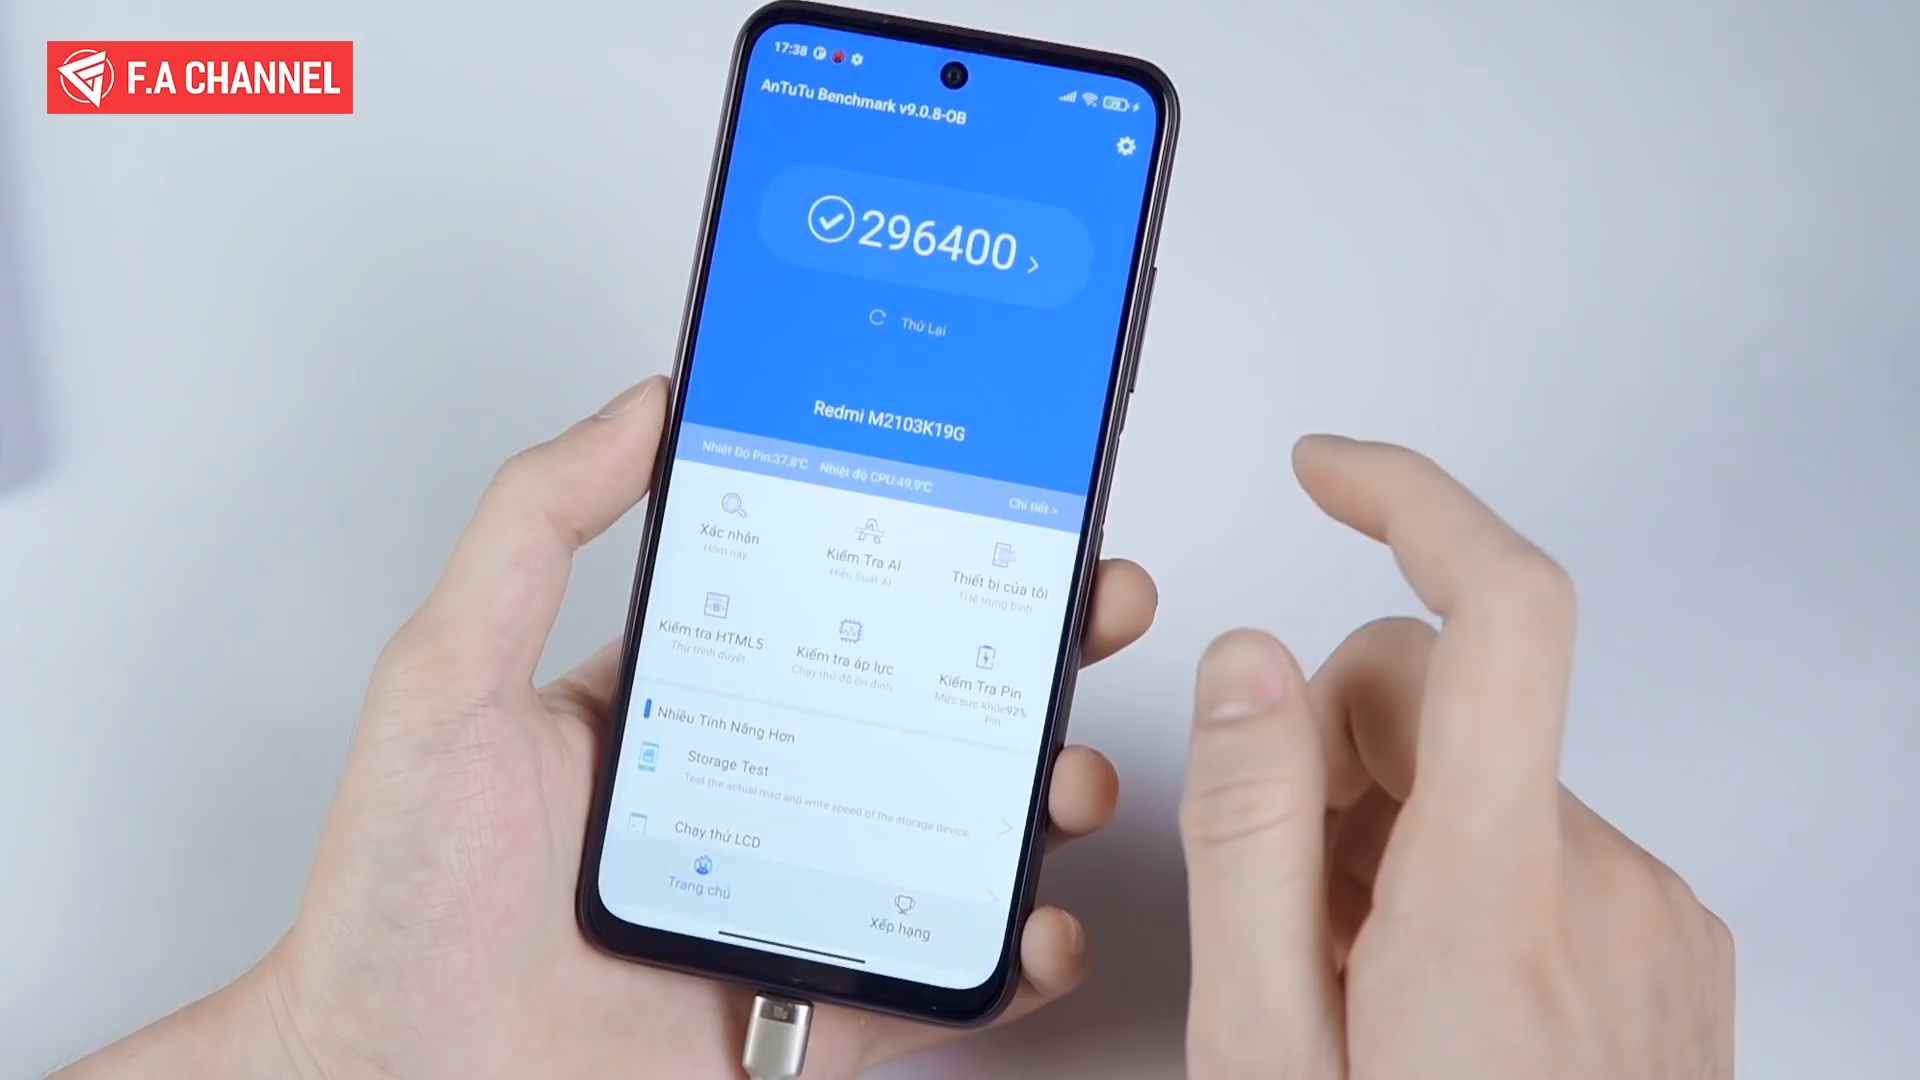 F.A CHANNEL
17:38
AnTuTu Benchmark v9.0.8-OB
296400 >
Thử Lại
Redmi M2103K19G
Nhiệt Độ Pin:37,8℃ Nhiệt độ CPU:49,9℃ Chi tiết >
Xác nhận
Hôm nay
Kiểm Tra AI
Hiệu Suất AI
Thiết bị của tôi
Tỉ lệ trung bình
Kiểm tra HTML5
Thử trình duyệt
Kiểm tra áp lực
Chạy thử độ ổn định
Kiểm Tra Pin
Mức sức khỏe92%
Pin
Nhiều Tính Năng Hơn
Storage Test
Test the actual read and write speed of the storage device
Chạy thử LCD
Trang chủ
Xếp hạng